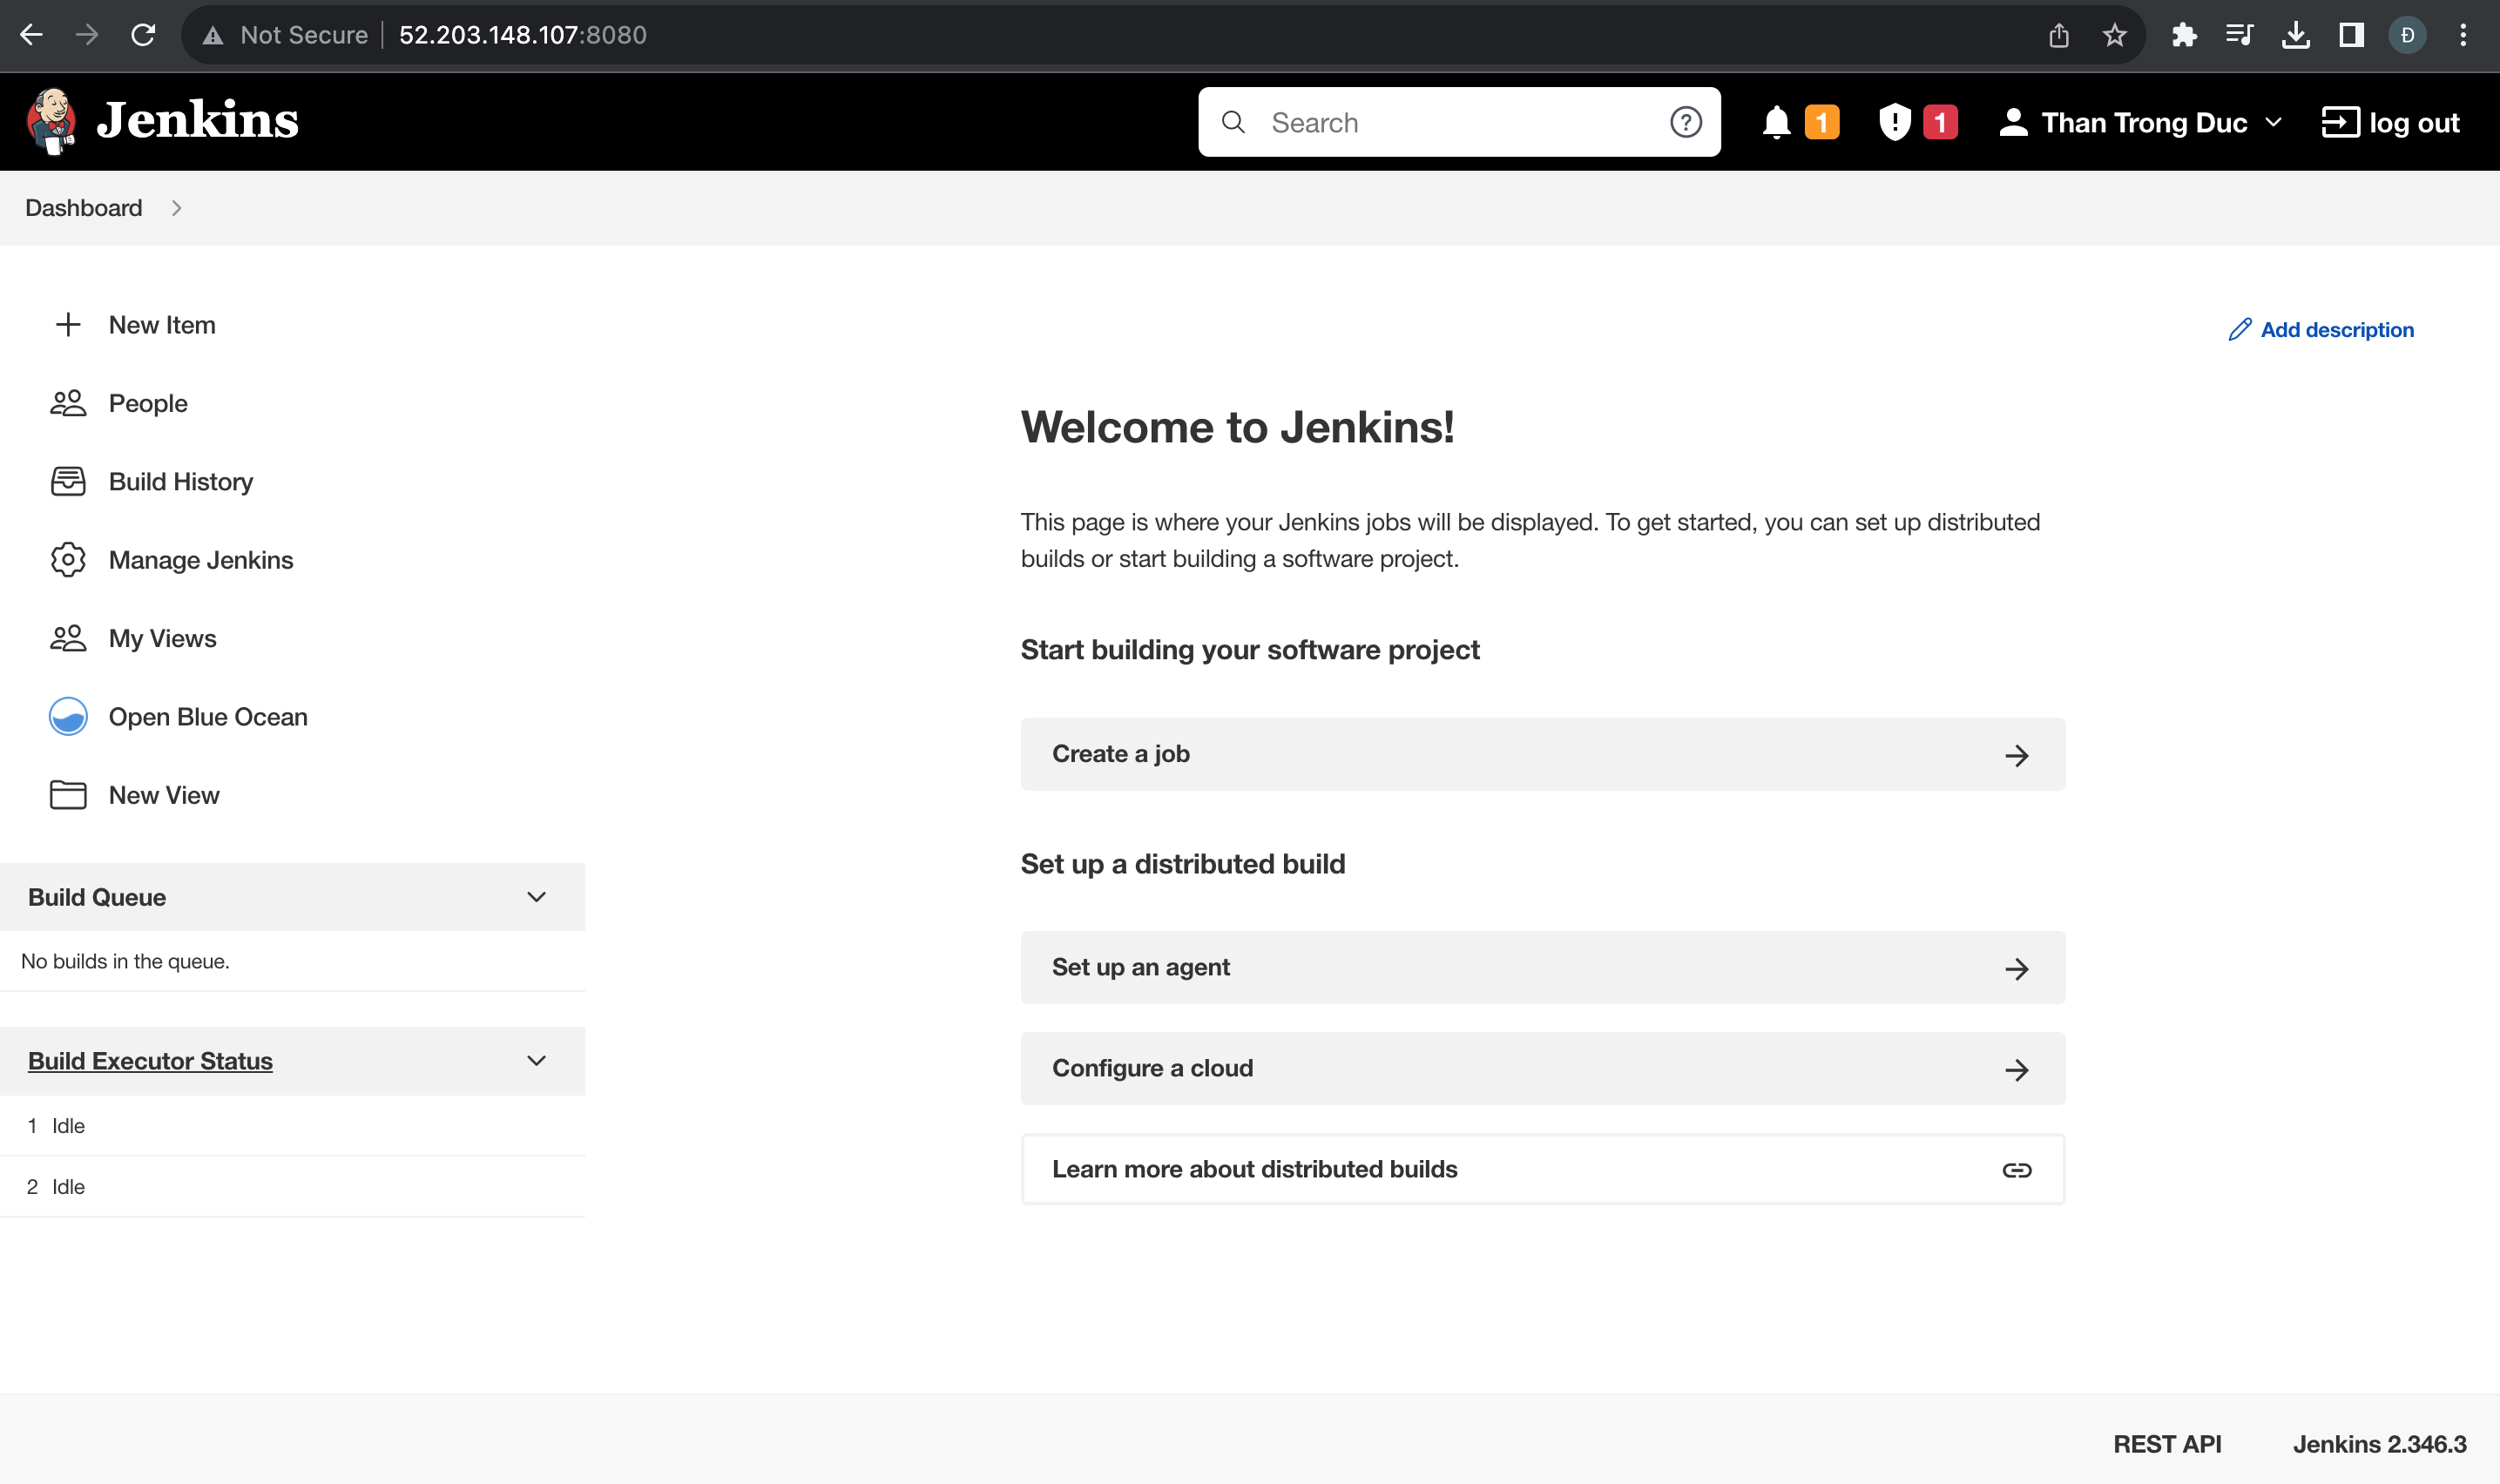 Not Secure 52.203.148.107:8080
Đ
Jenkins
Search
?
1
1
Than Trong Duc
log out
Dashboard
New Item
People
Build History
Manage Jenkins
My Views
Open Blue Ocean
New View
Build Queue
No builds in the queue.
Build Executor Status
1 Idle
2 Idle
Add description
Welcome to Jenkins!
This page is where your Jenkins jobs will be displayed. To get started, you can set up distributed
builds or start building a software project.
Start building your software project
Create a job
Set up a distributed build
Set up an agent
Configure a cloud
Learn more about distributed builds
REST API
Jenkins 2.346.3